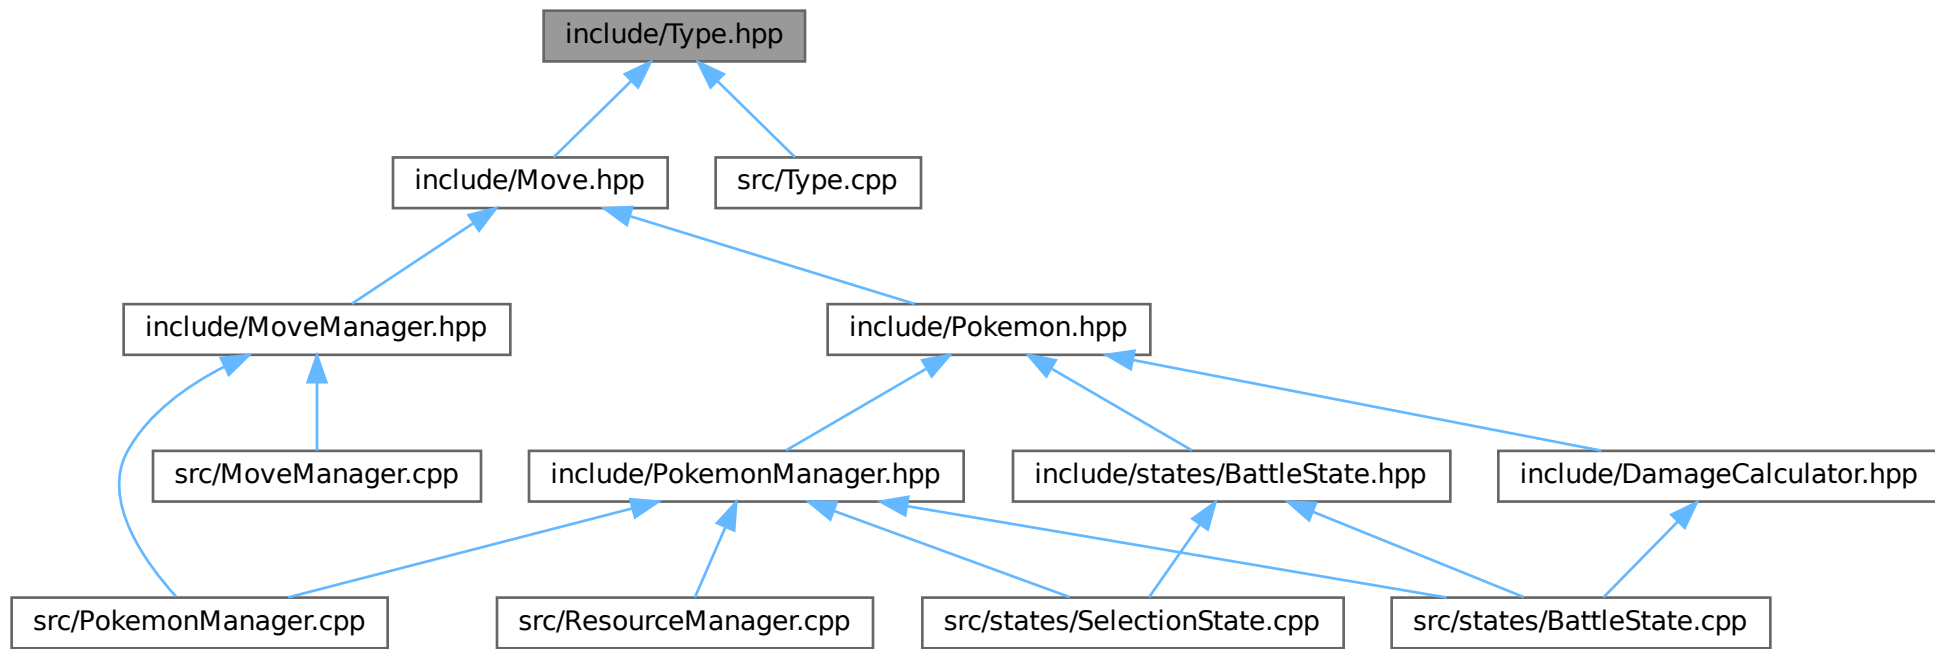 include/Type.hpp
include/Move.hpp
src/Type.cpp
include/MoveManager.hpp
include/Pokemon.hpp
src/MoveManager.cpp
include/PokemonManager.hpp
include/states/BattleState.hpp
include/DamageCalculator.hpp
src/PokemonManager.cpp
src/ResourceManager.cpp
src/states/SelectionState.cpp
src/states/BattleState.cpp